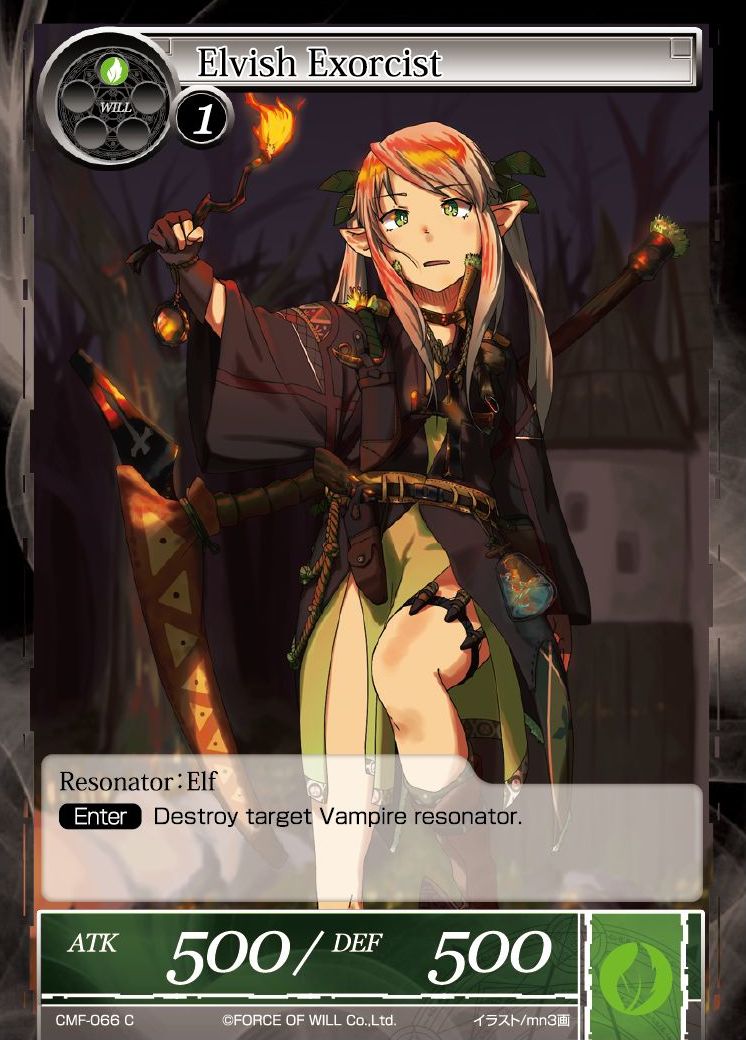 Elvish Exorcist
WILL
1
Resonator:Elf
Enter Destroy target Vampire resonator.
ATK 500/ DEF 500
CMF-066 C ©FORCE OF WILL Co.,Ltd. イラスト/mn3画